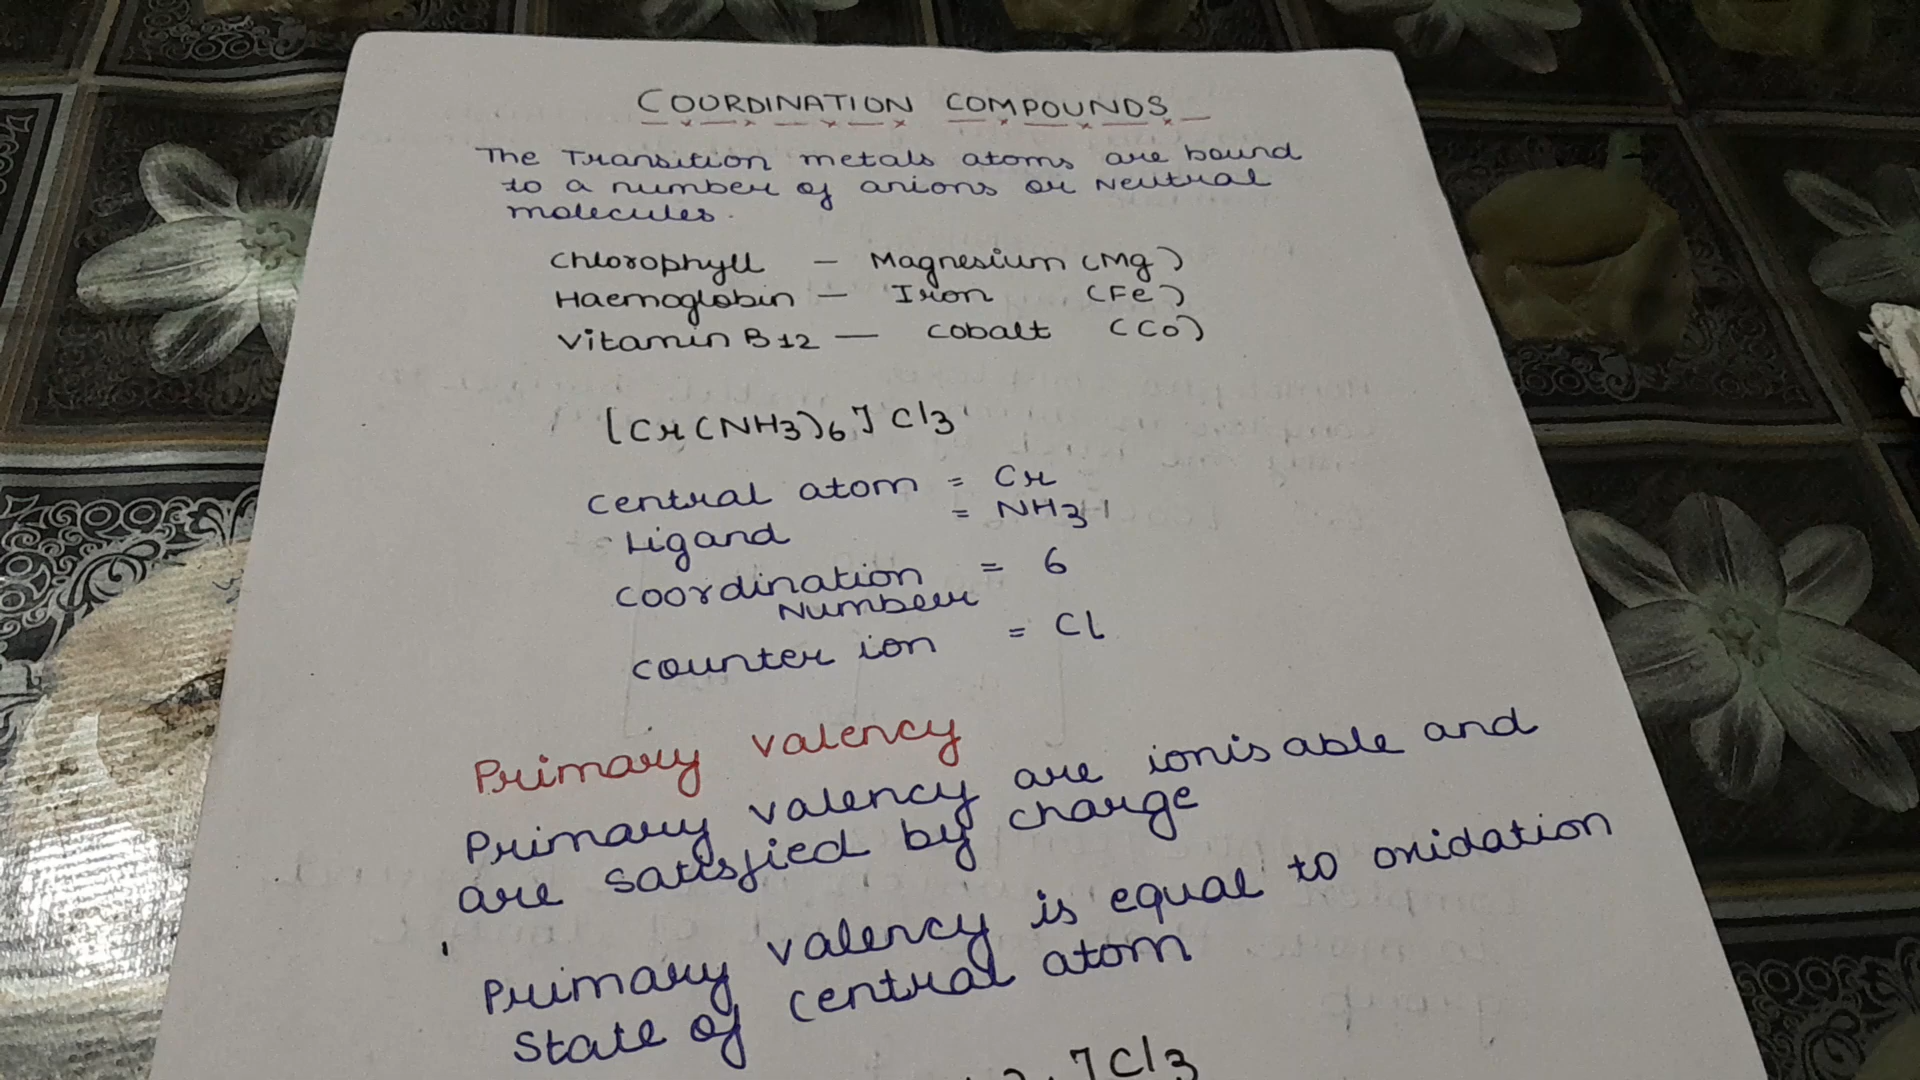 COORDINATION COMPOUNDS
The Transition metals atoms are bound
to a number of anions or Neutral
molecules.
Chlorophyll – Magnesium (Mg)
Haemoglobin – Iron (Fe)
Vitamin B12 — Cobalt (Co)
[Cr(NH3)6]Cl3
central atom = Cr
Ligand = NH3
coordination = 6
Number
counter ion = Cl
Primary valency
Primary valency are ionisable and
are satisfied by charge
Primary valency is equal to oxidation
state of central atom
]Cl3